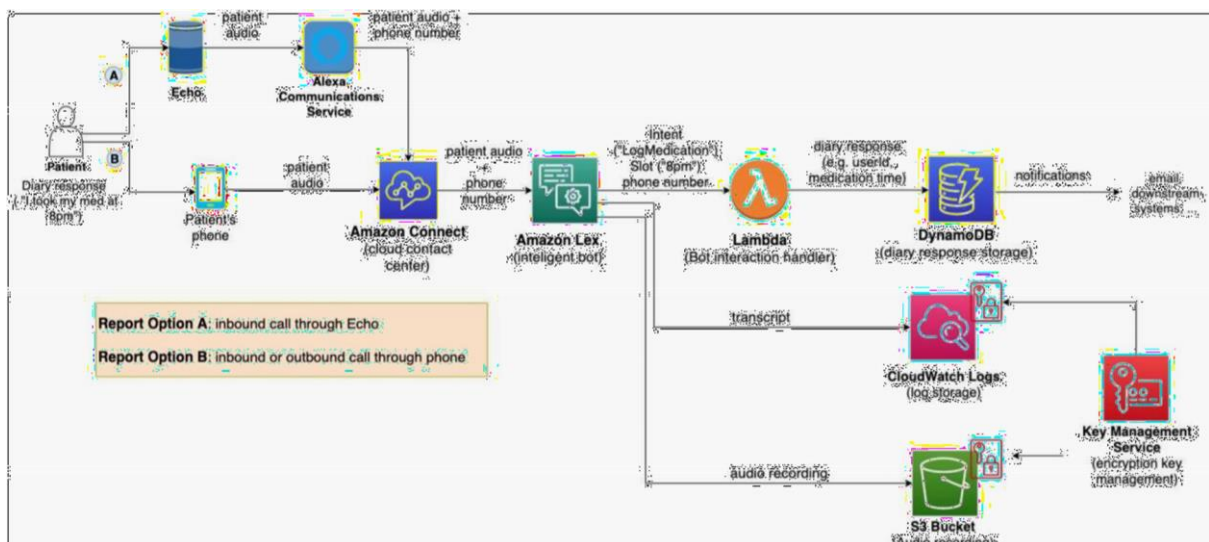 patient
audio
patient audio +
phone number
A
Echo
Alexa
Communications
Service
B
Patient
Diary response
("I took my med at
8pm")
Patient's
phone
patient
audio
Amazon Connect
(cloud contact
center)
patient audio
+
phone
number
Amazon Lex
(inteligent bot)
Intent
("LogMedication")
Slot ("8pm")
phone number
Lambda
(Bot interaction handler)
diary response
(e.g. userId,
medication time)
DynamoDB
(diary response storage)
notifications
email,
downstream
systems
Report Option A: inbound call through Echo
Report Option B: inbound or outbound call through phone
transcript
CloudWatch Logs
(log storage)
Key Management
Service
(encryption key
management)
audio recording
S3 Bucket
(Audio recording